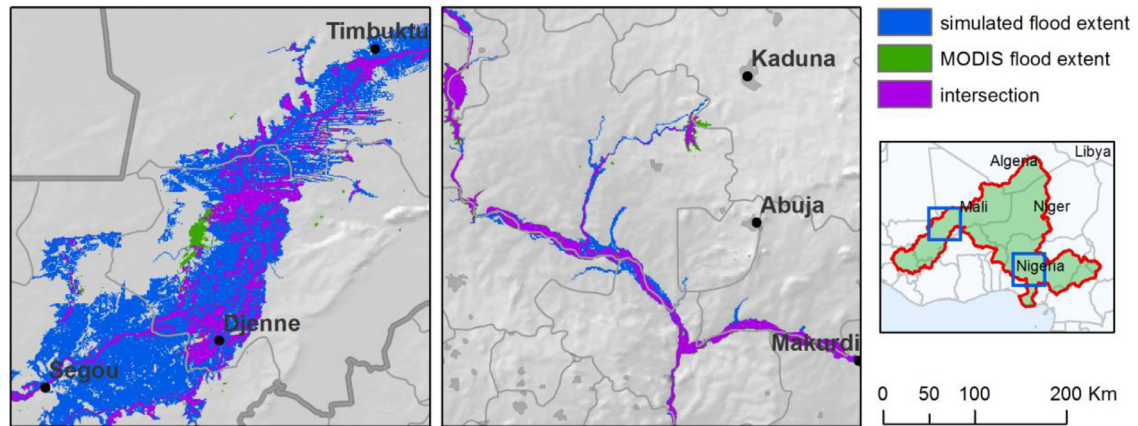 Timbuktu
Djenne
Segou
Kaduna
Abuja
Makurdi
simulated flood extent
MODIS flood extent
intersection
Algeria
Libya
Mali
Niger
Nigeria
0 50 100 200 Km